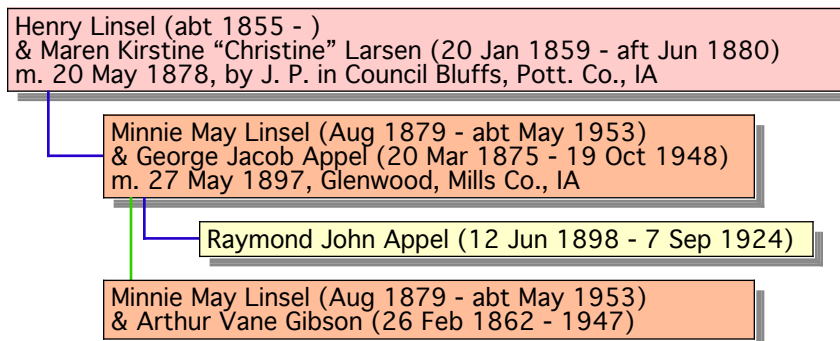 Henry Linsel (abt 1855 - )
& Maren Kirstine “Christine” Larsen (20 Jan 1859 - aft Jun 1880)
m. 20 May 1878, by J. P. in Council Bluffs, Pott. Co., IA
Minnie May Linsel (Aug 1879 - abt May 1953)
& George Jacob Appel (20 Mar 1875 - 19 Oct 1948)
m. 27 May 1897, Glenwood, Mills Co., IA
Raymond John Appel (12 Jun 1898 - 7 Sep 1924)
Minnie May Linsel (Aug 1879 - abt May 1953)
& Arthur Vane Gibson (26 Feb 1862 - 1947)